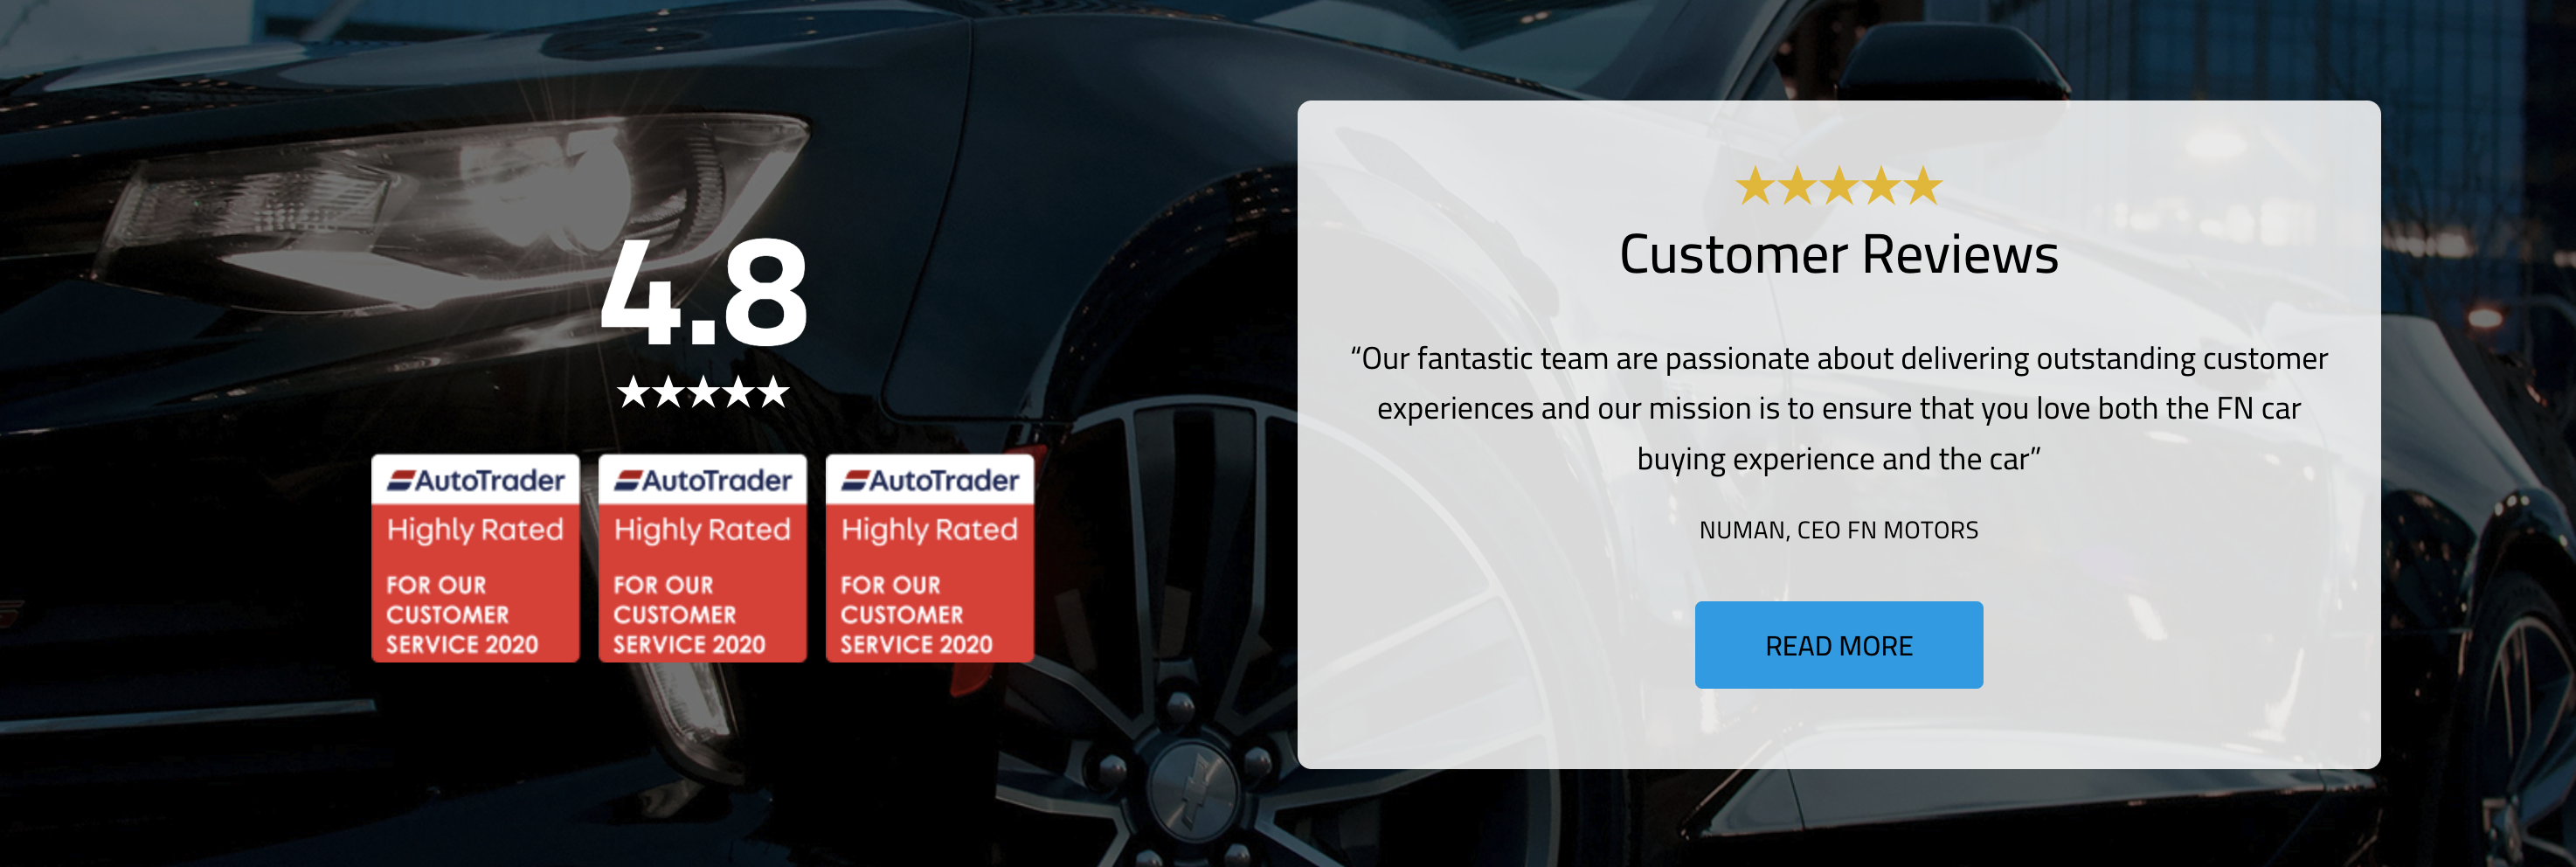 4.8
AutoTrader
Highly Rated
FOR OUR
CUSTOMER
SERVICE 2020
AutoTrader
Highly Rated
FOR OUR
CUSTOMER
SERVICE 2020
AutoTrader
Highly Rated
FOR OUR
CUSTOMER
SERVICE 2020
Customer Reviews
“Our fantastic team are passionate about delivering outstanding customer
experiences and our mission is to ensure that you love both the FN car
buying experience and the car”
NUMAN, CEO FN MOTORS
READ MORE